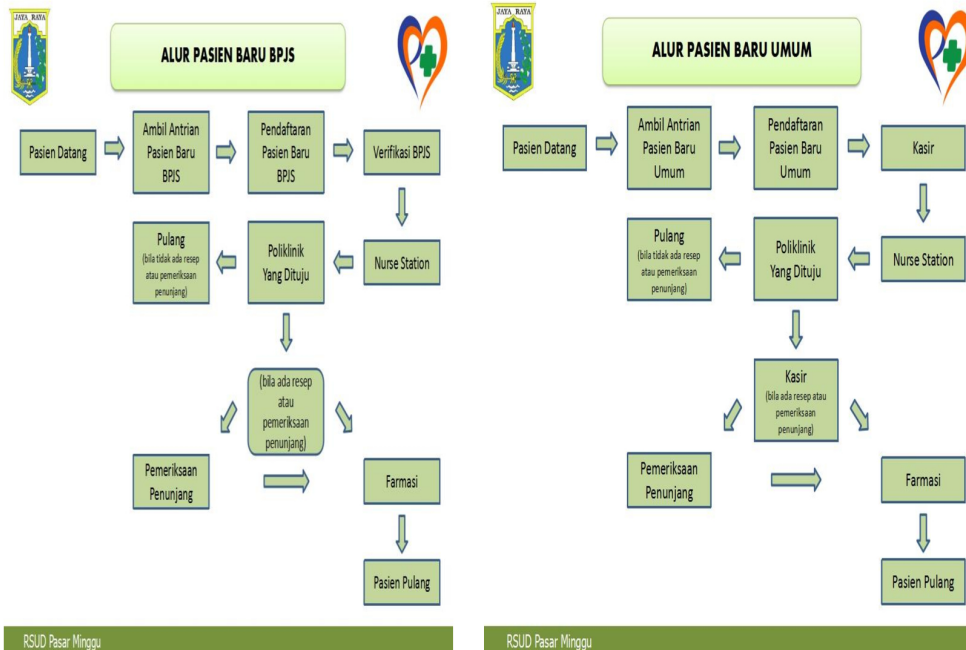 JAYA RAYA
ALUR PASIEN BARU BPJS
Pasien Datang
Ambil Antrian
Pasien Baru
BPJS
Pendaftaran
Pasien Baru
BPJS
Verifikasi BPJS
Pulang
(bila tidak ada resep
atau pemeriksaan
penunjang)
Poliklinik
Yang Dituju
Nurse Station
(bila ada resep
atau
pemeriksaan
penunjang)
Pemeriksaan
Penunjang
Farmasi
Pasien Pulang
RSUD Pasar Minggu
JAYA RAYA
ALUR PASIEN BARU UMUM
Pasien Datang
Ambil Antrian
Pasien Baru
Umum
Pendaftaran
Pasien Baru
Umum
Kasir
Pulang
(bila tidak ada resep
atau pemeriksaan
penunjang)
Poliklinik
Yang Dituju
Nurse Station
Kasir
(bila ada resep atau
pemeriksaan
penunjang)
Pemeriksaan
Penunjang
Farmasi
Pasien Pulang
RSUD Pasar Minggu